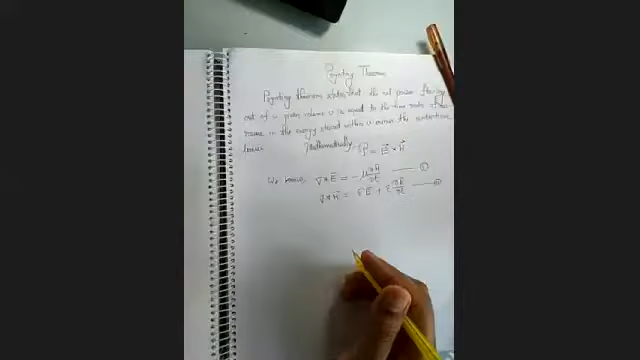 Poynting Theorem
Poynting theorem states that the net power flowing
out of a given volume v is equal to the time rate of dec-
rease in the energy stored within v minus the
losses. Mathematically, P⃗ = E⃗ × H⃗
We know, ∇×E⃗ = -μ ∂H⃗/∂t —— ①
∇×H⃗ = σE⃗ + ε ∂E⃗/∂t —— ②